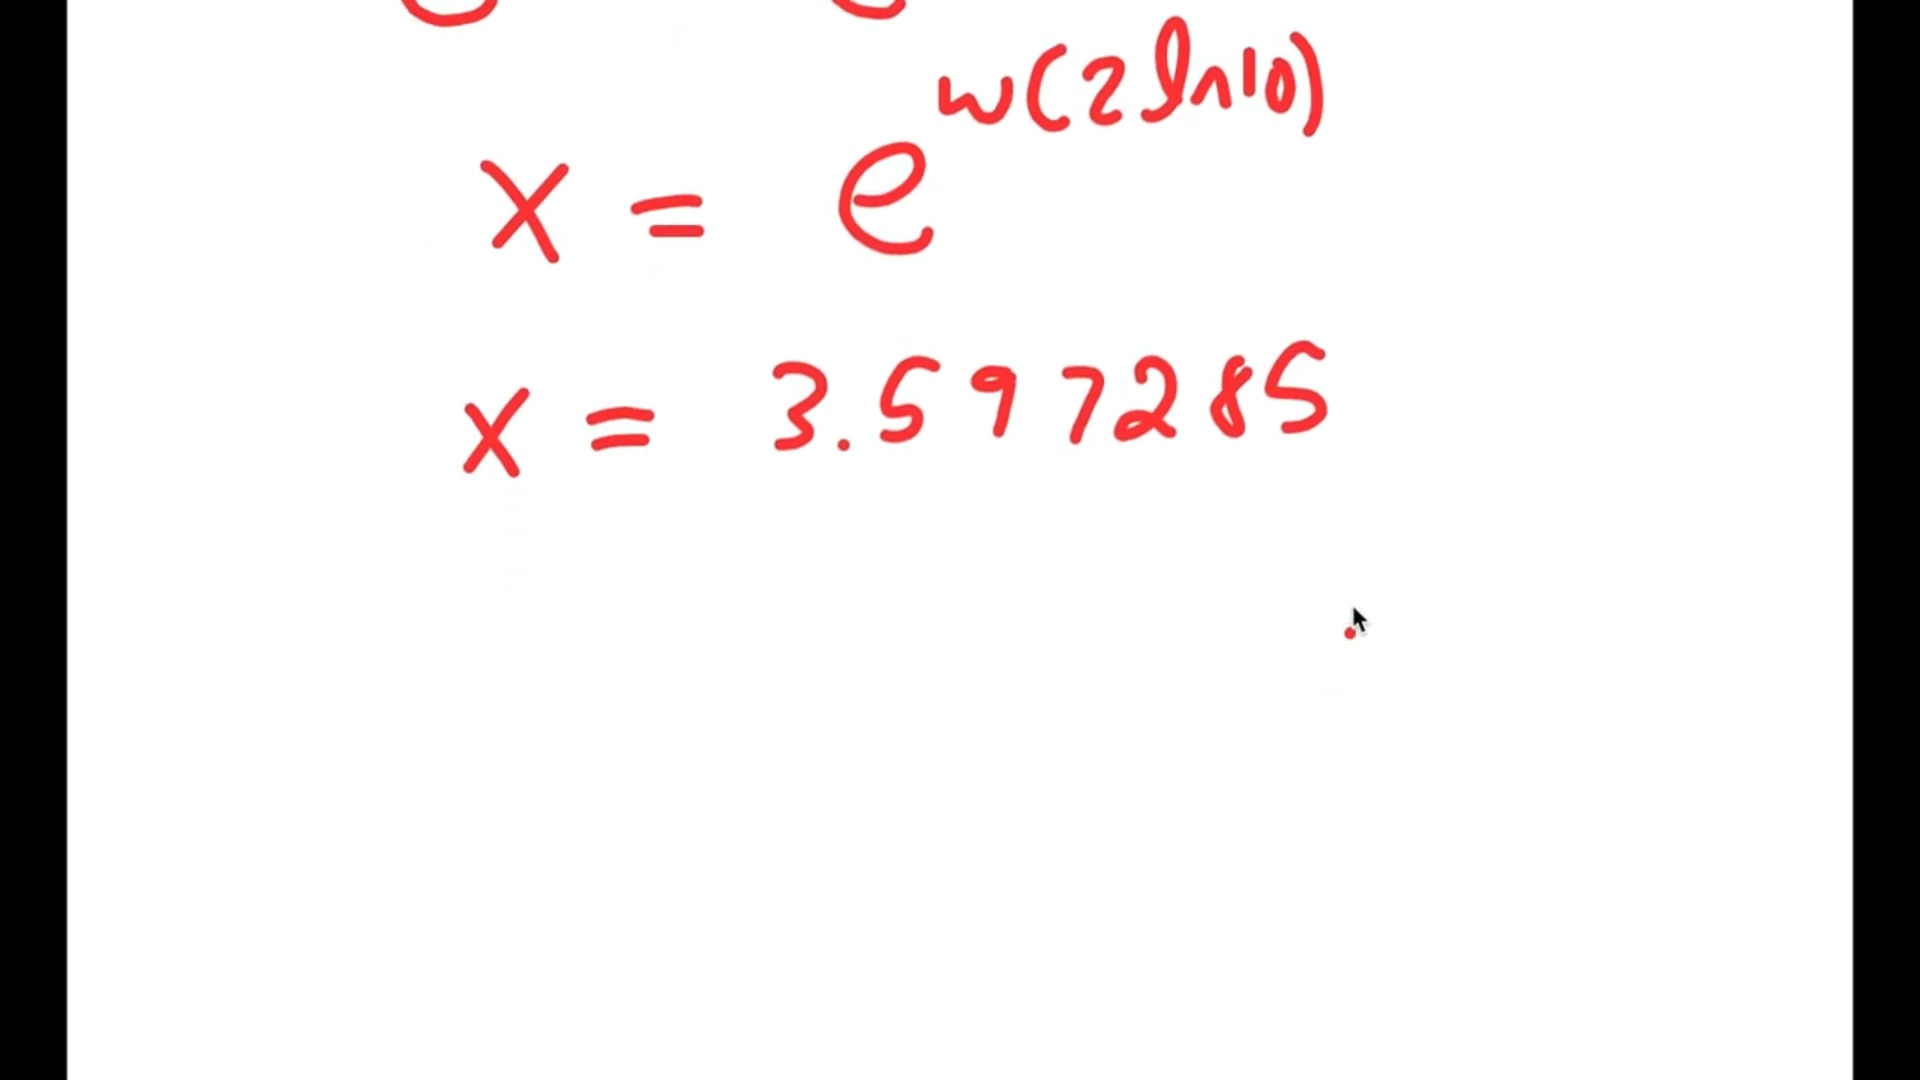 x = e^w(2ln10)
x = 3.597285